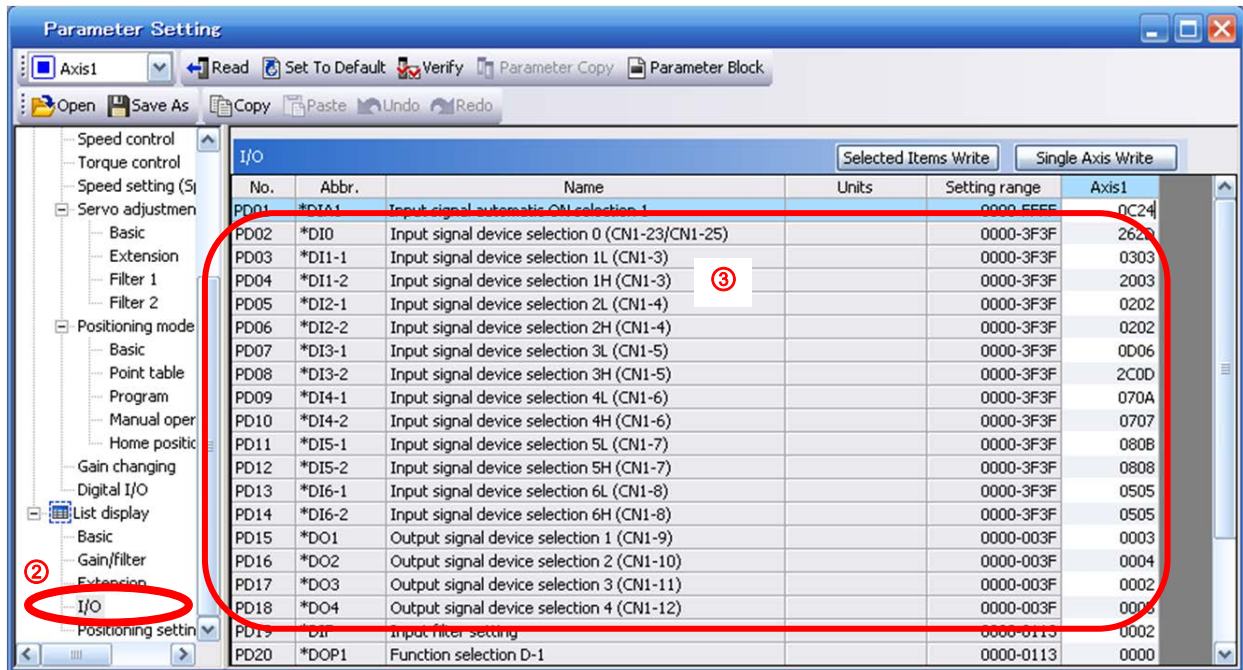 Parameter Setting
Axis1 Read Set To Default Verify Parameter Copy Parameter Block
Open Save As Copy Paste Undo Redo
Speed control
Torque control
Speed setting (Sp
Servo adjustmen
Basic
Extension
Filter 1
Filter 2
Positioning mode
Basic
Point table
Program
Manual oper
Home positic
Gain changing
Digital I/O
List display
Basic
Gain/filter
② Extension
I/O
Positioning settin
I/O Selected Items Write Single Axis Write
No. Abbr. Name Units Setting range Axis1
PD01 *DIA1 Input signal automatic ON selection 1 0000-FFFF 0C24
PD02 *DI0 Input signal device selection 0 (CN1-23/CN1-25) 0000-3F3F 262D
PD03 *DI1-1 Input signal device selection 1L (CN1-3) 0000-3F3F 0303
PD04 *DI1-2 Input signal device selection 1H (CN1-3) ③ 0000-3F3F 2003
PD05 *DI2-1 Input signal device selection 2L (CN1-4) 0000-3F3F 0202
PD06 *DI2-2 Input signal device selection 2H (CN1-4) 0000-3F3F 0202
PD07 *DI3-1 Input signal device selection 3L (CN1-5) 0000-3F3F 0D06
PD08 *DI3-2 Input signal device selection 3H (CN1-5) 0000-3F3F 2C0D
PD09 *DI4-1 Input signal device selection 4L (CN1-6) 0000-3F3F 070A
PD10 *DI4-2 Input signal device selection 4H (CN1-6) 0000-3F3F 0707
PD11 *DI5-1 Input signal device selection 5L (CN1-7) 0000-3F3F 080B
PD12 *DI5-2 Input signal device selection 5H (CN1-7) 0000-3F3F 0808
PD13 *DI6-1 Input signal device selection 6L (CN1-8) 0000-3F3F 0505
PD14 *DI6-2 Input signal device selection 6H (CN1-8) 0000-3F3F 0505
PD15 *DO1 Output signal device selection 1 (CN1-9) 0000-003F 0003
PD16 *DO2 Output signal device selection 2 (CN1-10) 0000-003F 0004
PD17 *DO3 Output signal device selection 3 (CN1-11) 0000-003F 0002
PD18 *DO4 Output signal device selection 4 (CN1-12) 0000-003F
PD19 *DIF Input filter setting 0000-0113 0002
PD20 *DOP1 Function selection D-1 0000-0113 0000